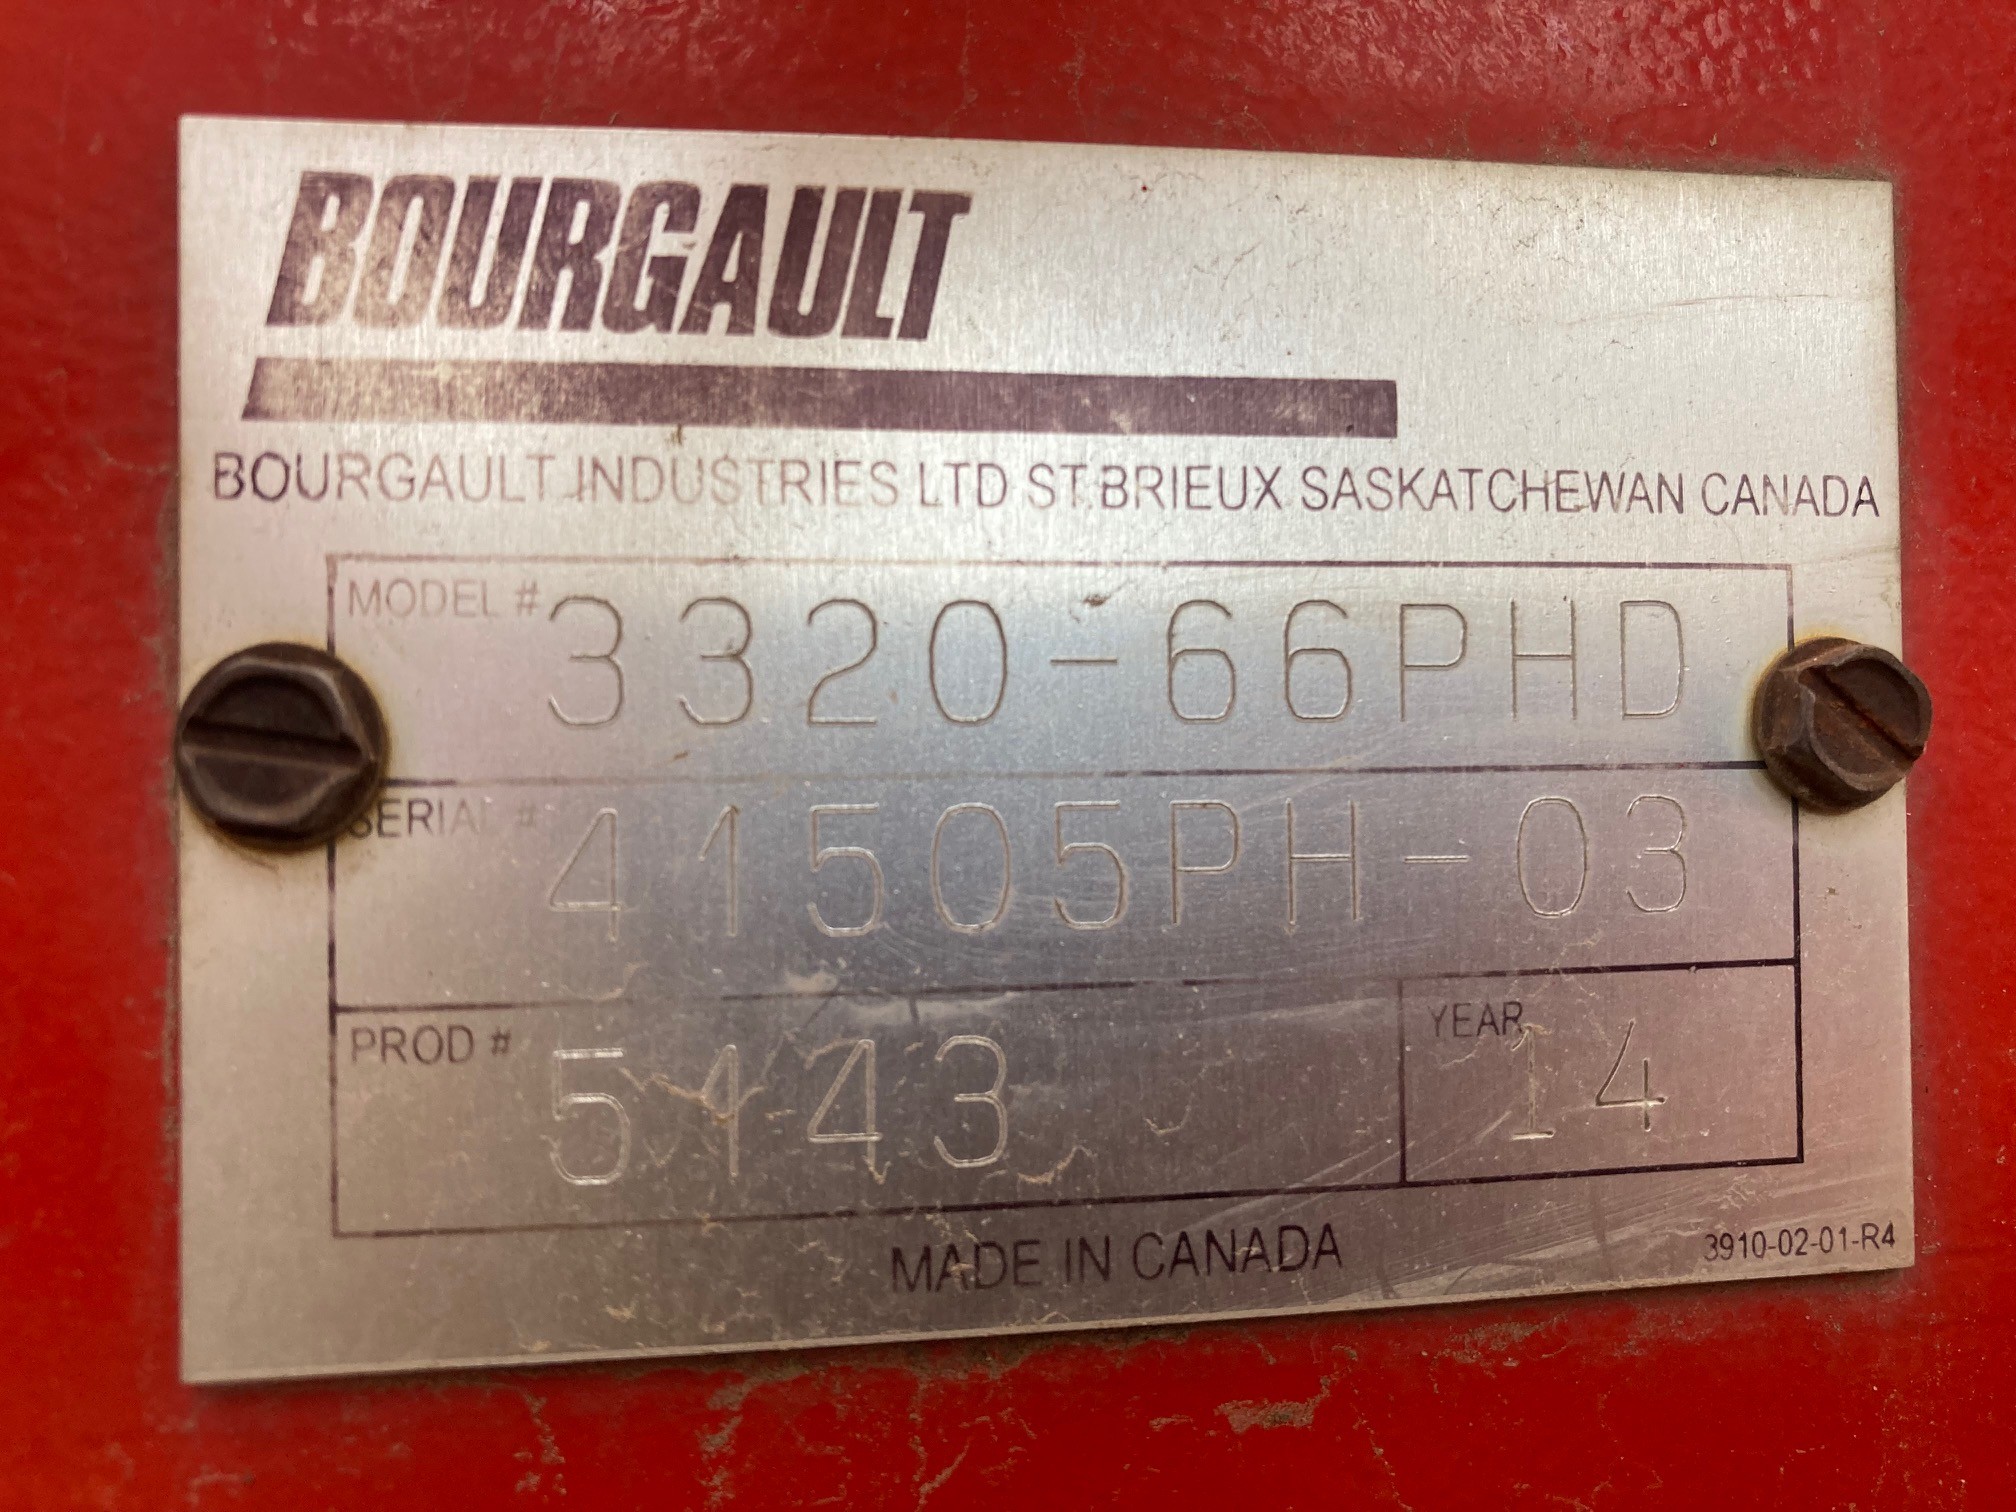 BOURGAULT
BOURGAULT INDUSTRIES LTD ST.BRIEUX SASKATCHEWAN CANADA
MODEL # 3320-66PHD
SERIAL # 41505PH-03
PROD # 5143 YEAR 14
MADE IN CANADA 3910-02-01-R4